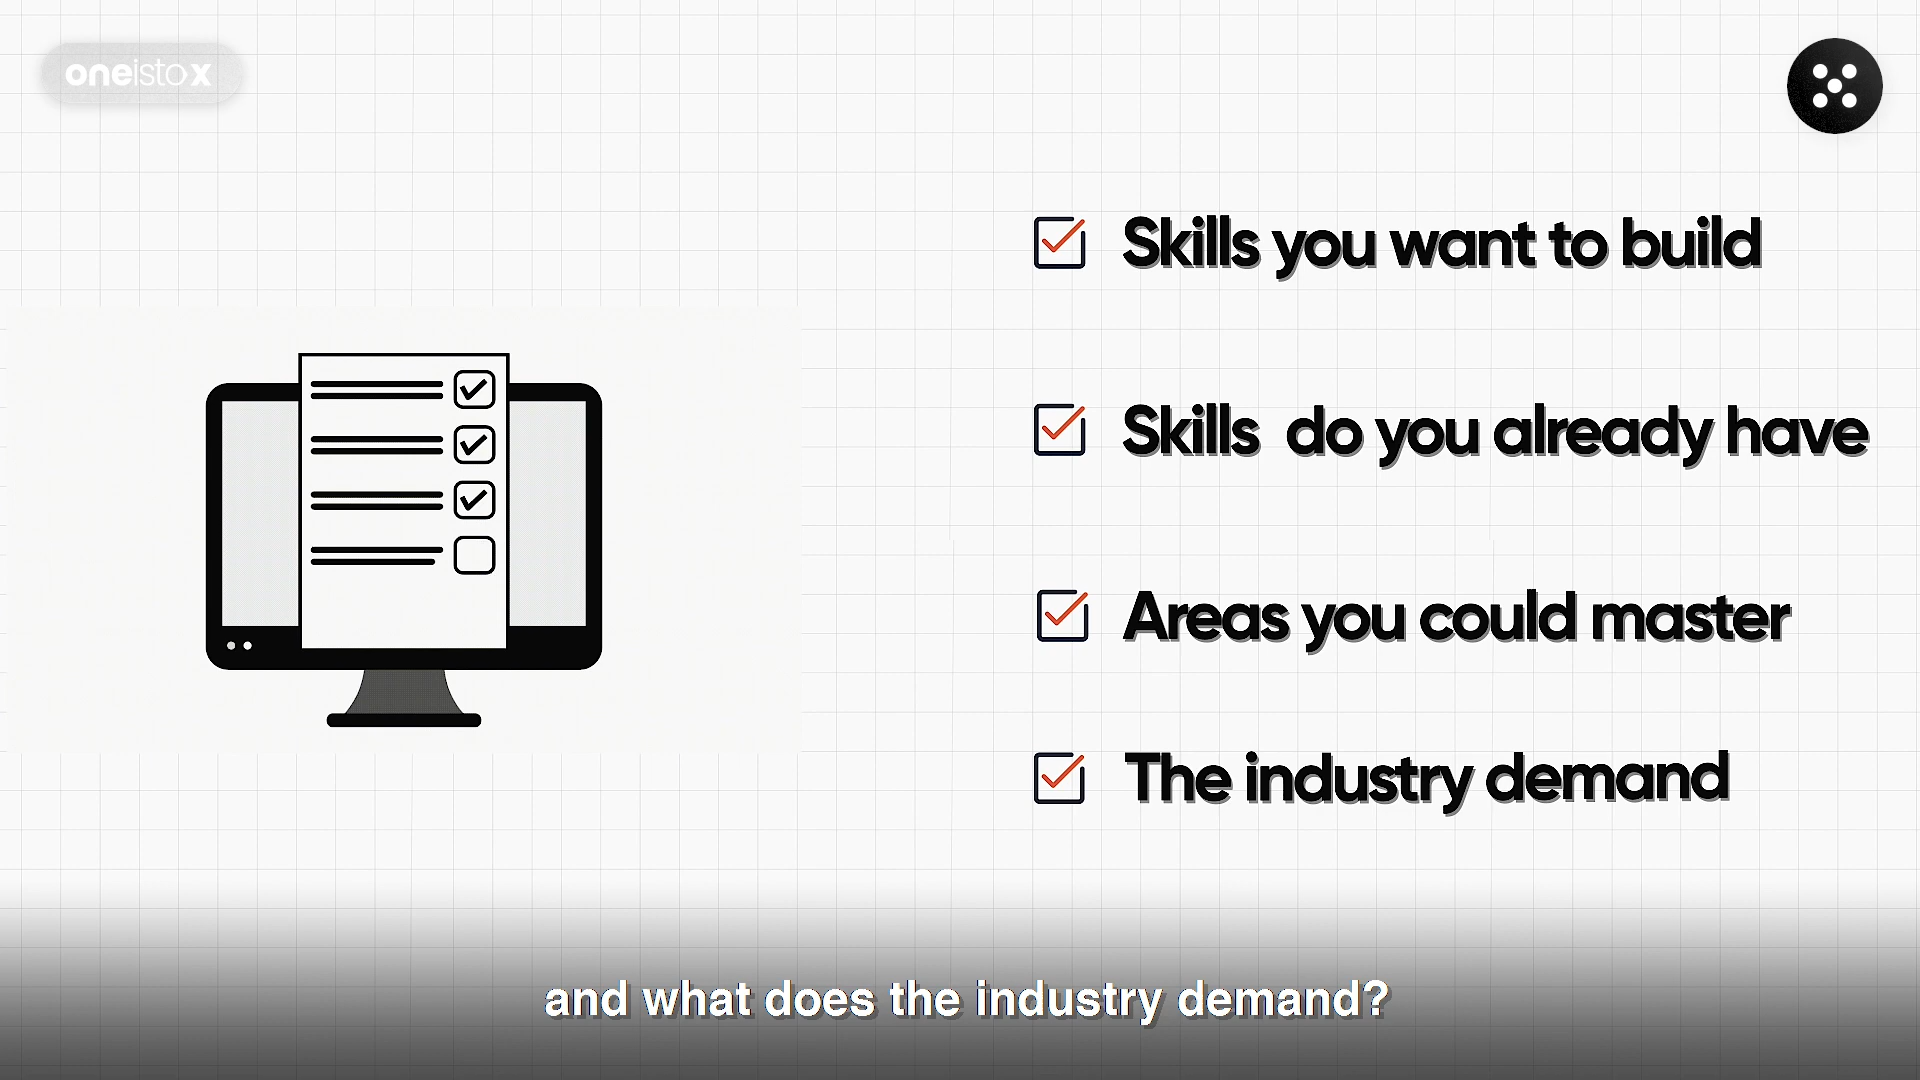 oneistox
Skills you want to build
Skills do you already have
Areas you could master
The industry demand
and what does the industry demand?